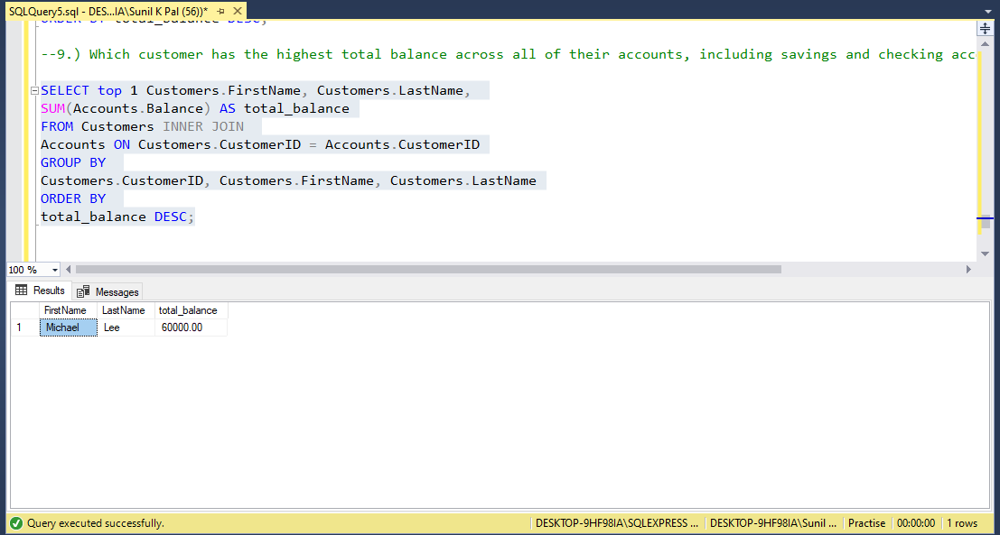 SQLQuery5.sql - DES...IA\Sunil K Pal (56))*
ORDER BY total_balance DESC;
--9.) Which customer has the highest total balance across all of their accounts, including savings and checking acc
SELECT top 1 Customers.FirstName, Customers.LastName,
SUM(Accounts.Balance) AS total_balance
FROM Customers INNER JOIN
Accounts ON Customers.CustomerID = Accounts.CustomerID
GROUP BY
Customers.CustomerID, Customers.FirstName, Customers.LastName
ORDER BY
total_balance DESC;
100 %
Results Messages
FirstName LastName total_balance
1 Michael Lee 60000.00
Query executed successfully. DESKTOP-9HF98IA\SQLEXPRESS ... DESKTOP-9HF98IA\Sunil ... Practise 00:00:00 1 rows